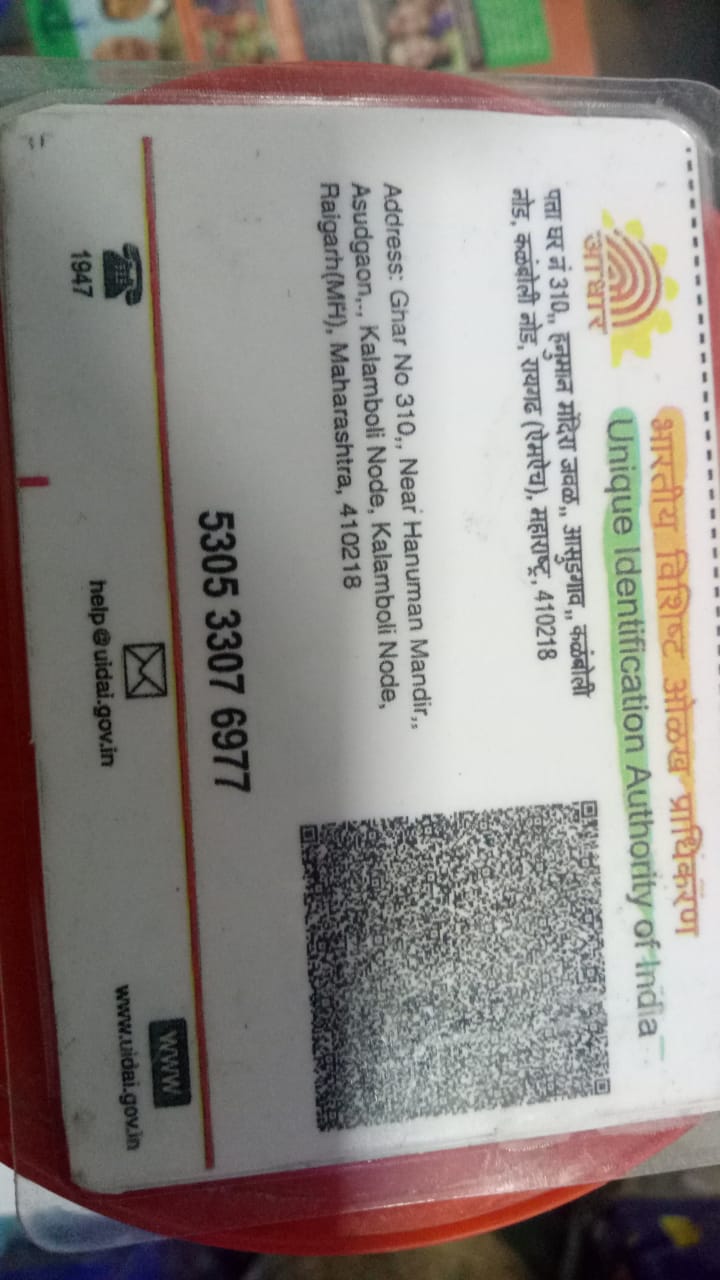 भारतीय विशिष्ट ओळख प्राधिकरण
Unique Identification Authority of India
आधार
पता घर नं 310,, हनुमान मंदिरा जवळ,, आसुडगाव,, कळंबोली
नोड, कळंबोली नोड, रायगढ (ऐमऐच), महाराष्ट्र, 410218
Address: Ghar No 310,, Near Hanuman Mandir,,
Asudgaon,-, Kalamboli Node, Kalamboli Node,
Raigarh(MH), Maharashtra, 410218
5305 3307 6977
1947
help@uidai.gov.in
www
www.uidai.gov.in